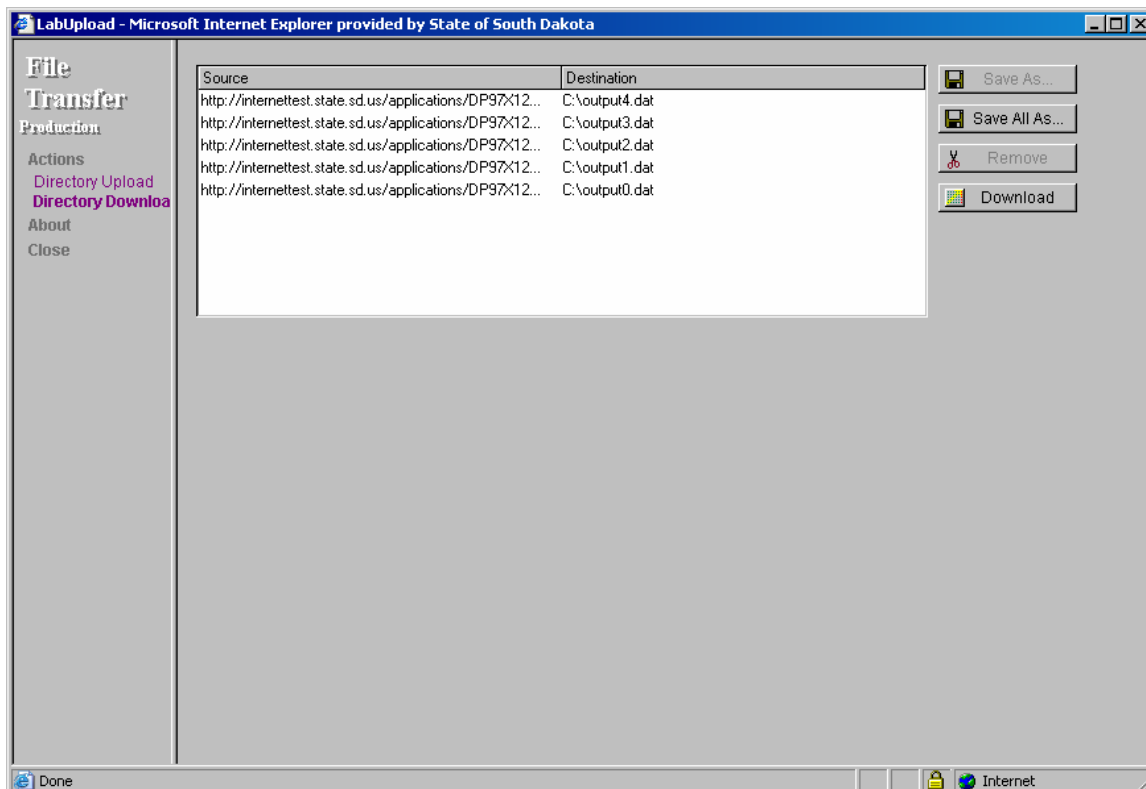 LabUpload - Microsoft Internet Explorer provided by State of South Dakota
File
Transfer
Production
Actions
Directory Upload
Directory Downloa
About
Close
Source Destination
http://internettest.state.sd.us/applications/DP97X12... C:\output4.dat
http://internettest.state.sd.us/applications/DP97X12... C:\output3.dat
http://internettest.state.sd.us/applications/DP97X12... C:\output2.dat
http://internettest.state.sd.us/applications/DP97X12... C:\output1.dat
http://internettest.state.sd.us/applications/DP97X12... C:\output0.dat
Save As...
Save All As...
Remove
Download
Done Internet